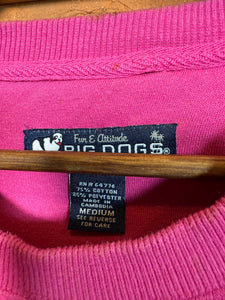 Fun & Attitude
BIG DOGS®
RN# 64776
75% COTTON
25% POLYESTER
MADE IN
CAMBODIA
MEDIUM
SEE REVERSE
FOR CARE